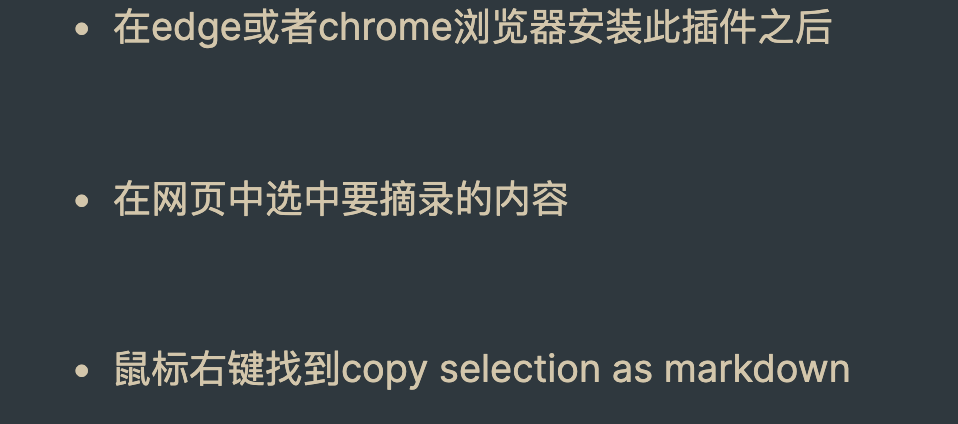 • 在edge或者chrome浏览器安装此插件之后
• 在网页中选中要摘录的内容
• 鼠标右键找到copy selection as markdown